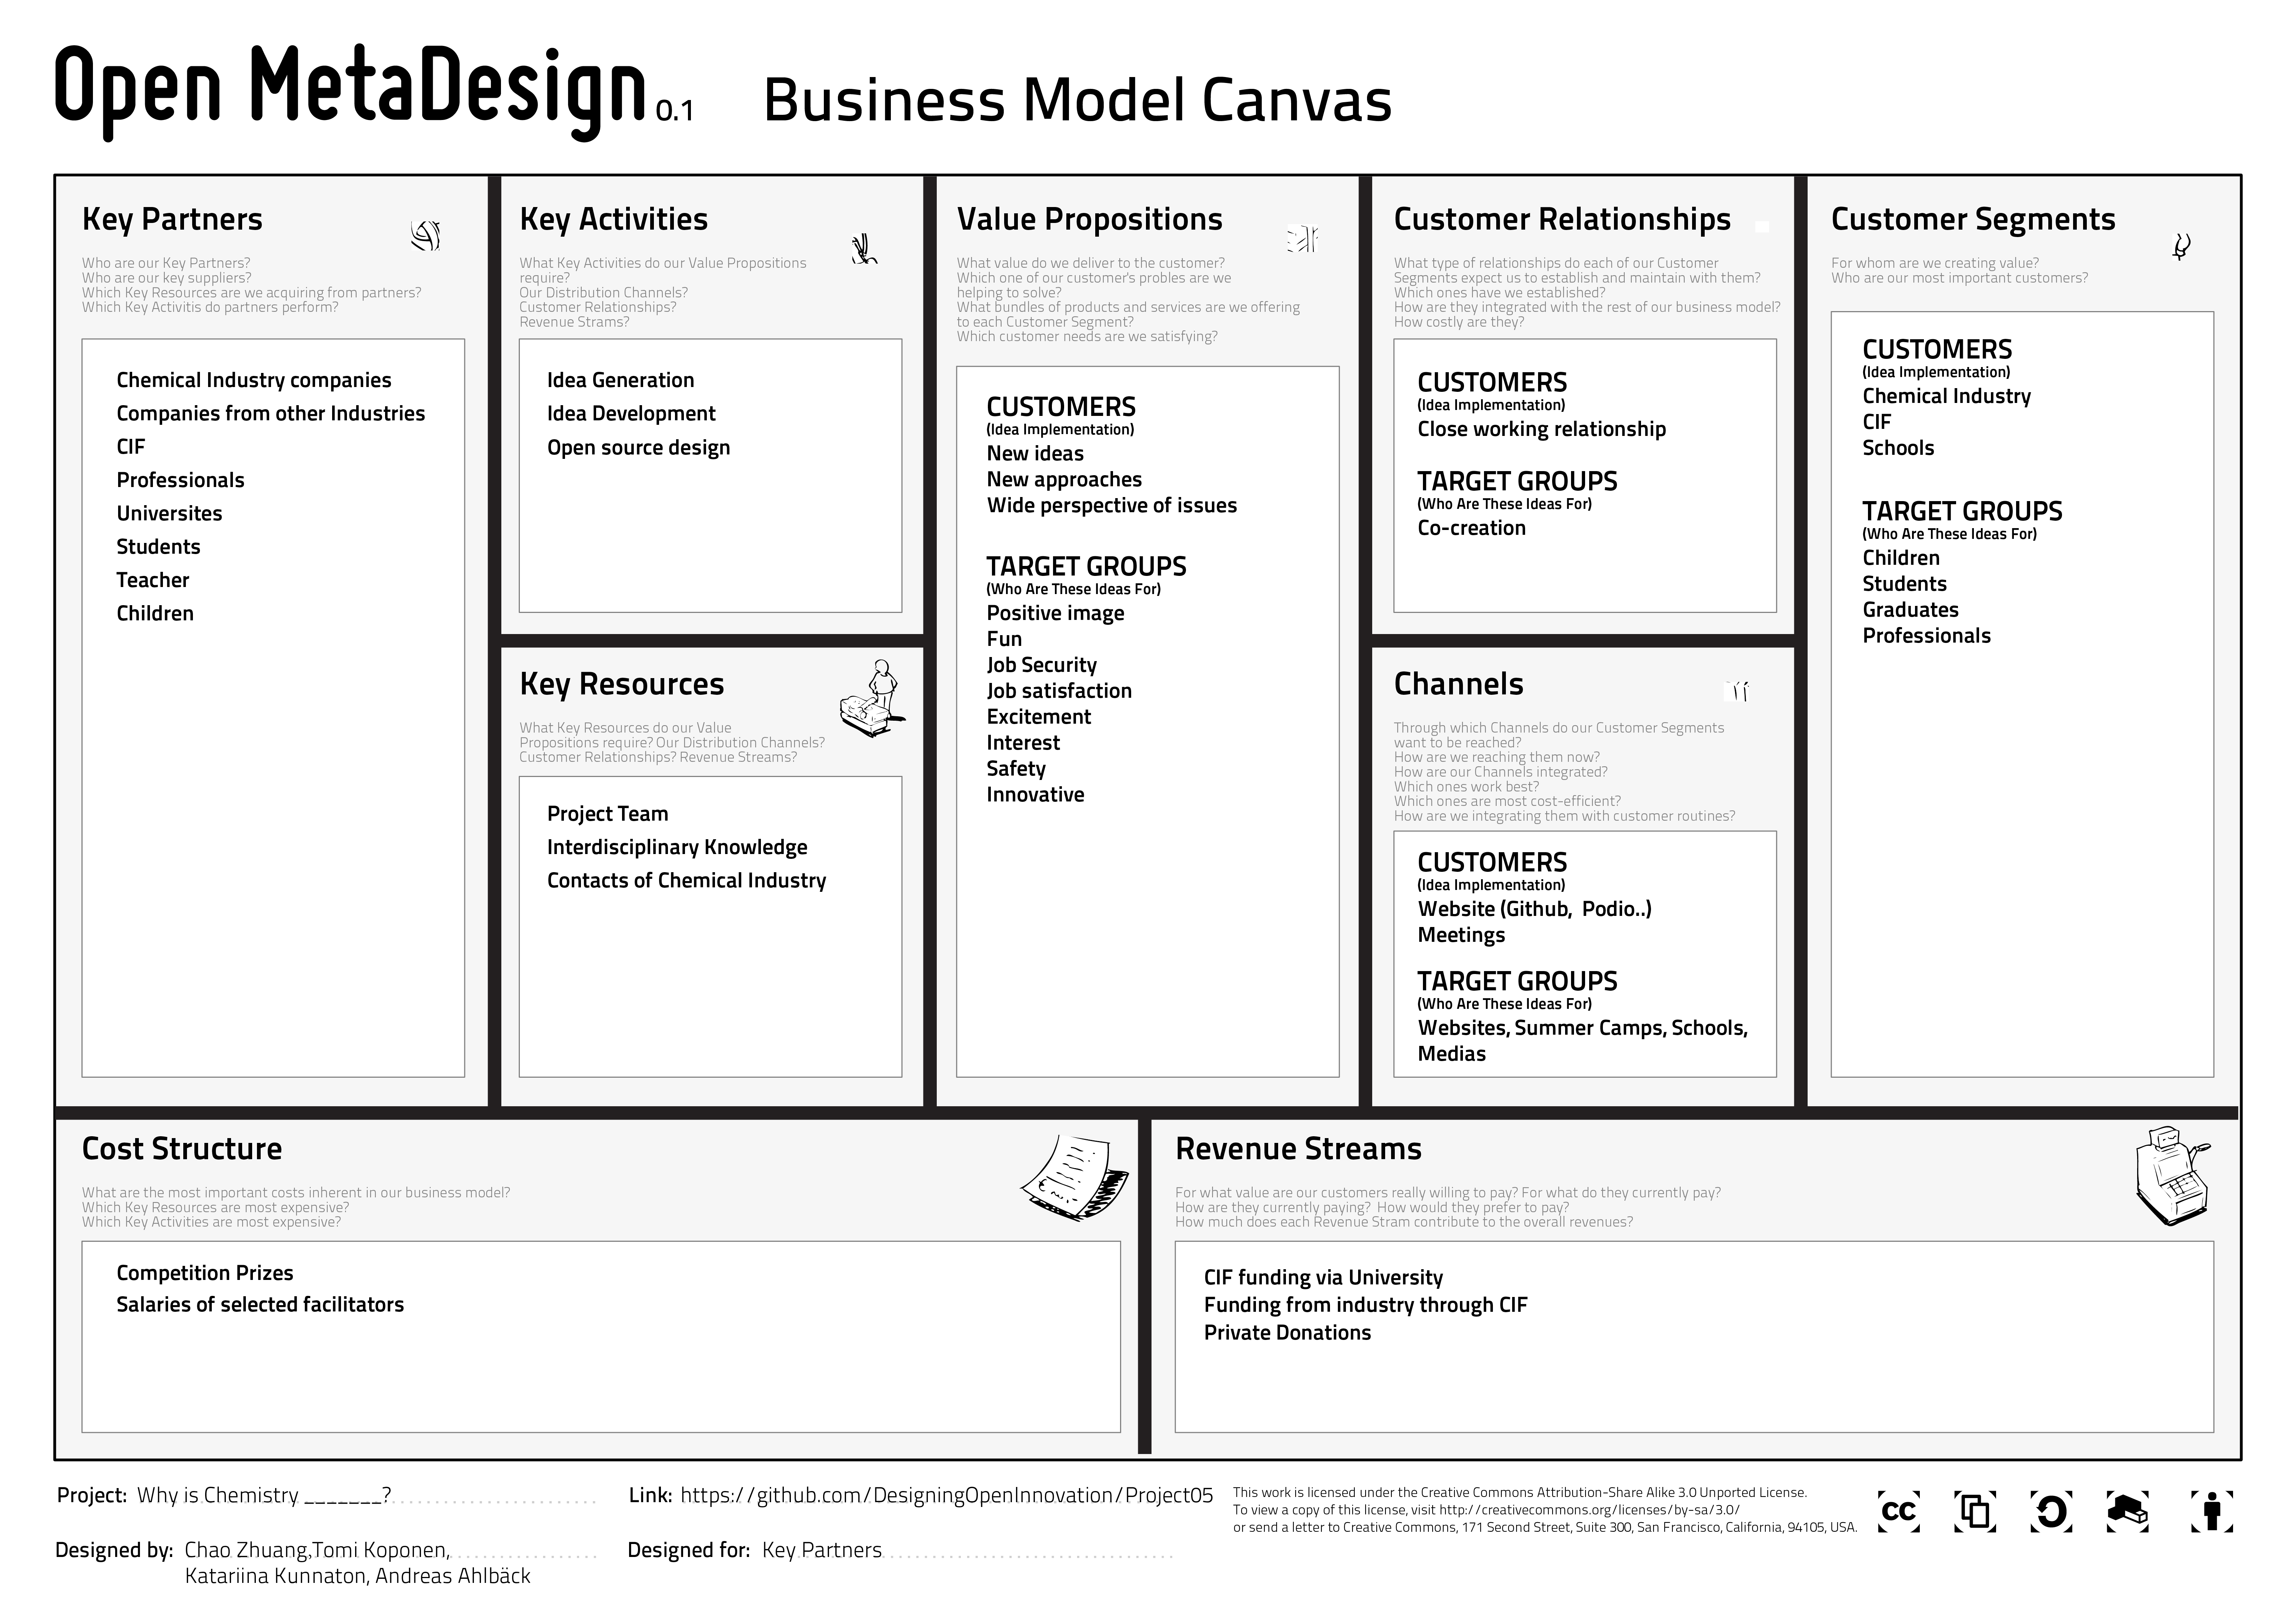 Open MetaDesign 0.1 Business Model Canvas
Key Partners
Who are our Key Partners?
Who are our key suppliers?
Which Key Resources are we acquiring from partners?
Which Key Activitis do partners perform?
Chemical Industry companies
Companies from other Industries
CIF
Professionals
Universites
Students
Teacher
Children
Key Activities
What Key Activities do our Value Propositions
require?
Our Distribution Channels?
Customer Relationships?
Revenue Strams?
Idea Generation
Idea Development
Open source design
Key Resources
What Key Resources do our Value
Propositions require? Our Distribution Channels?
Customer Relationships? Revenue Streams?
Project Team
Interdisciplinary Knowledge
Contacts of Chemical Industry
Value Propositions
What value do we deliver to the customer?
Which one of our customer's probles are we
helping to solve?
What bundles of products and services are we offering
to each Customer Segment?
Which customer needs are we satisfying?
CUSTOMERS
(Idea Implementation)
New ideas
New approaches
Wide perspective of issues
TARGET GROUPS
(Who Are These Ideas For)
Positive image
Fun
Job Security
Job satisfaction
Excitement
Interest
Safety
Innovative
Customer Relationships
What type of relationships do each of our Customer
Segments expect us to establish and maintain with them?
Which ones have we established?
How are they integrated with the rest of our business model?
How costly are they?
CUSTOMERS
(Idea Implementation)
Close working relationship
TARGET GROUPS
(Who Are These Ideas For)
Co-creation
Channels
Through which Channels do our Customer Segments
want to be reached?
How are we reaching them now?
How are our Channels integrated?
Which ones work best?
Which ones are most cost-efficient?
How are we integrating them with customer routines?
CUSTOMERS
(Idea Implementation)
Website (Github, Podio..)
Meetings
TARGET GROUPS
(Who Are These Ideas For)
Websites, Summer Camps, Schools,
Medias
Customer Segments
For whom are we creating value?
Who are our most important customers?
CUSTOMERS
(Idea Implementation)
Chemical Industry
CIF
Schools
TARGET GROUPS
(Who Are These Ideas For)
Children
Students
Graduates
Professionals
Cost Structure
What are the most important costs inherent in our business model?
Which Key Resources are most expensive?
Which Key Activities are most expensive?
Competition Prizes
Salaries of selected facilitators
Revenue Streams
For what value are our customers really willing to pay? For what do they currently pay?
How are they currently paying? How would they prefer to pay?
How much does each Revenue Stram contribute to the overall revenues?
CIF funding via University
Funding from industry through CIF
Private Donations
Project: Why is Chemistry _______?
Designed by: Chao Zhuang,Tomi Koponen,
Katariina Kunnaton, Andreas Ahlbäck
Link: https://github.com/DesigningOpenInnovation/Project05
Designed for: Key Partners
This work is licensed under the Creative Commons Attribution-Share Alike 3.0 Unported License.
To view a copy of this license, visit http://creativecommons.org/licenses/by-sa/3.0/
or send a letter to Creative Commons, 171 Second Street, Suite 300, San Francisco, California, 94105, USA.
cc